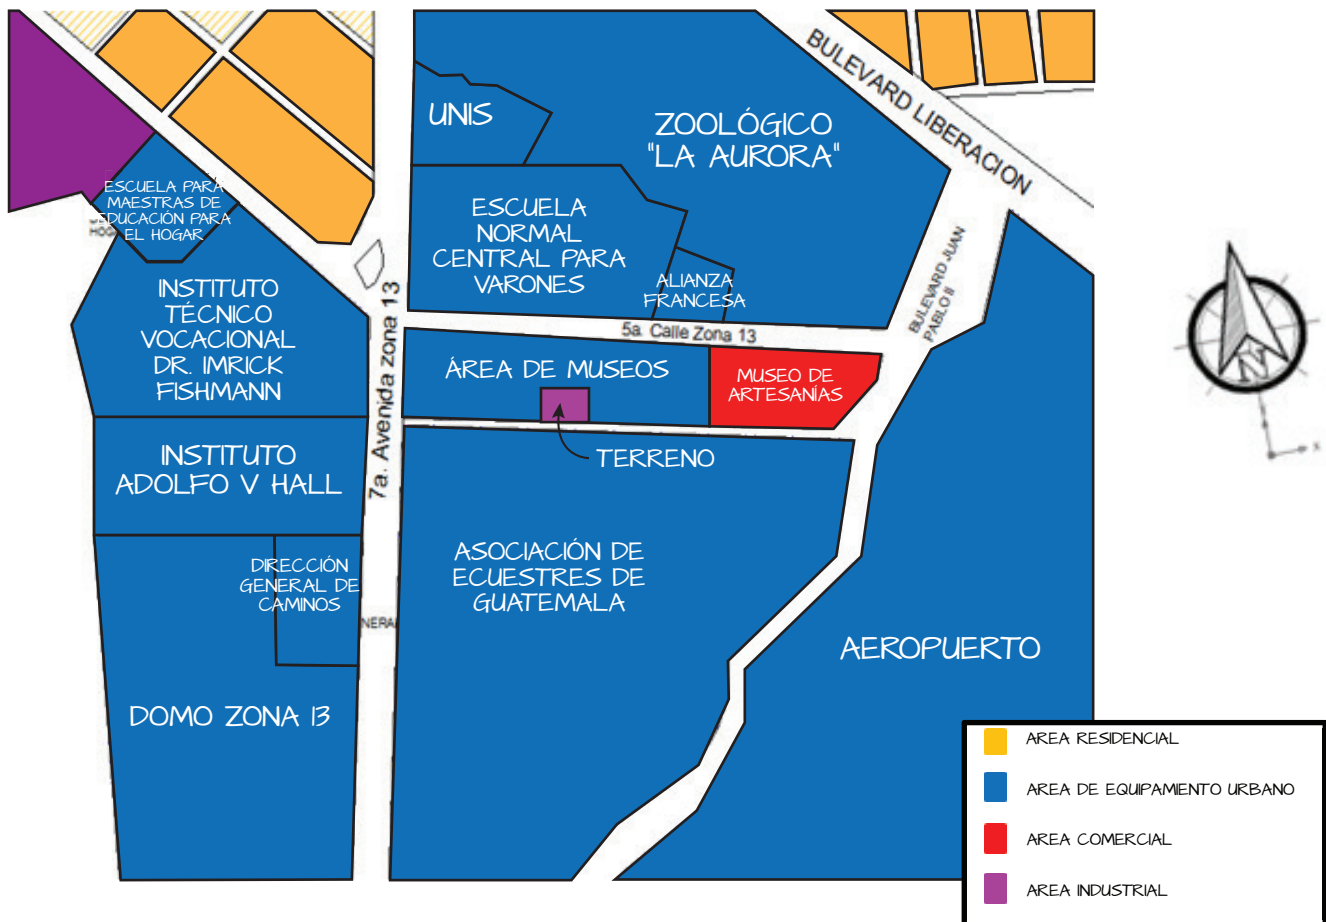 BULEVARD LIBERACION
UNIS
ZOOLÓGICO
"LA AURORA"
ESCUELA PARA
MAESTRAS DE
EDUCACIÓN PARA
EL HOGAR
ESCUELA
NORMAL
CENTRAL PARA
VARONES
ALIANZA
FRANCESA
BULEVARD JUAN
PABLO II
INSTITUTO
TÉCNICO
VOCACIONAL
DR. IMRICK
FISHMANN
7a. Avenida zona 13
5a. Calle Zona 13
ÁREA DE MUSEOS
MUSEO DE
ARTESANÍAS
N
X
TERRENO
INSTITUTO
ADOLFO V HALL
DIRECCIÓN
GENERAL DE
CAMINOS
NERAL
ASOCIACIÓN DE
ECUESTRES DE
GUATEMALA
AEROPUERTO
DOMO ZONA 13
AREA RESIDENCIAL
AREA DE EQUIPAMIENTO URBANO
AREA COMERCIAL
AREA INDUSTRIAL